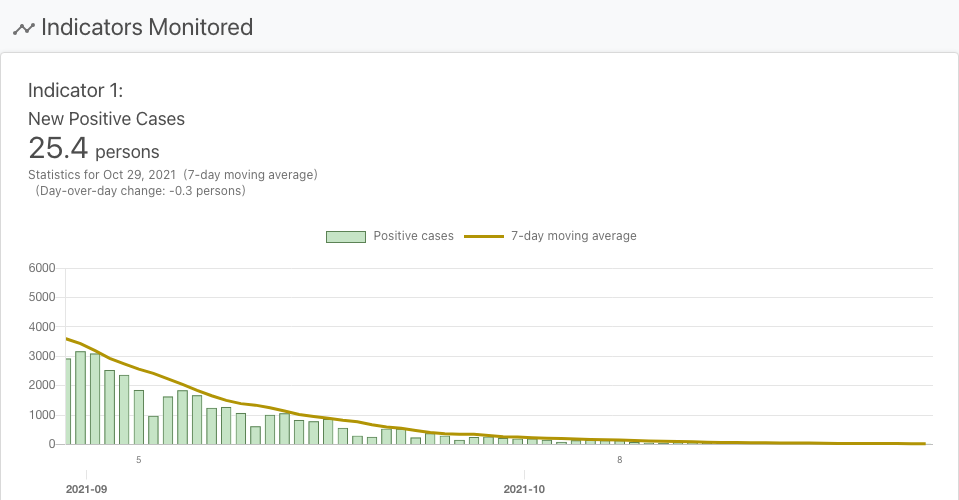 Indicators Monitored
Indicator 1:
New Positive Cases
25.4 persons
Statistics for Oct 29, 2021 (7-day moving average)
(Day-over-day change: -0.3 persons)
Positive cases 7-day moving average
6000
5000
4000
3000
2000
1000
0
5 8
2021-09 2021-10